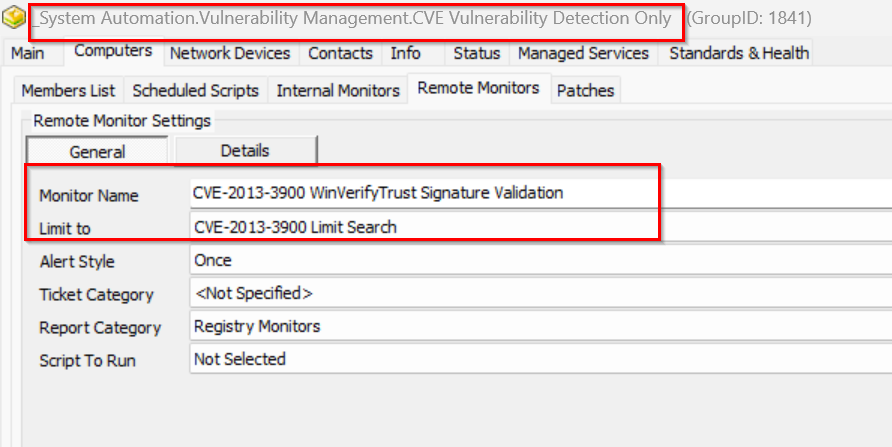 _System Automation.Vulnerability Management.CVE Vulnerability Detection Only (GroupID: 1841)
Main Computers Network Devices Contacts Info Status Managed Services Standards & Health
Members List Scheduled Scripts Internal Monitors Remote Monitors Patches
Remote Monitor Settings
General Details
Monitor Name CVE-2013-3900 WinVerifyTrust Signature Validation
Limit to CVE-2013-3900 Limit Search
Alert Style Once
Ticket Category <Not Specified>
Report Category Registry Monitors
Script To Run Not Selected